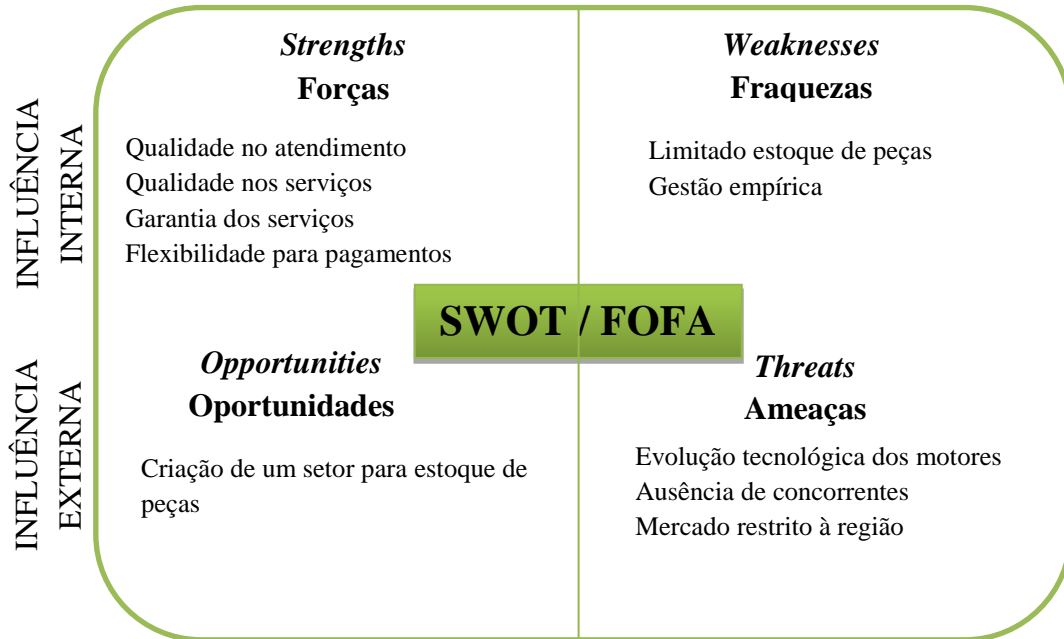 INFLUÊNCIA
INTERNA
Strengths
Forças
Qualidade no atendimento
Qualidade nos serviços
Garantia dos serviços
Flexibilidade para pagamentos
Weaknesses
Fraquezas
Limitado estoque de peças
Gestão empírica
SWOT / FOFA
INFLUÊNCIA
EXTERNA
Opportunities
Oportunidades
Criação de um setor para estoque de
peças
Threats
Ameaças
Evolução tecnológica dos motores
Ausência de concorrentes
Mercado restrito à região